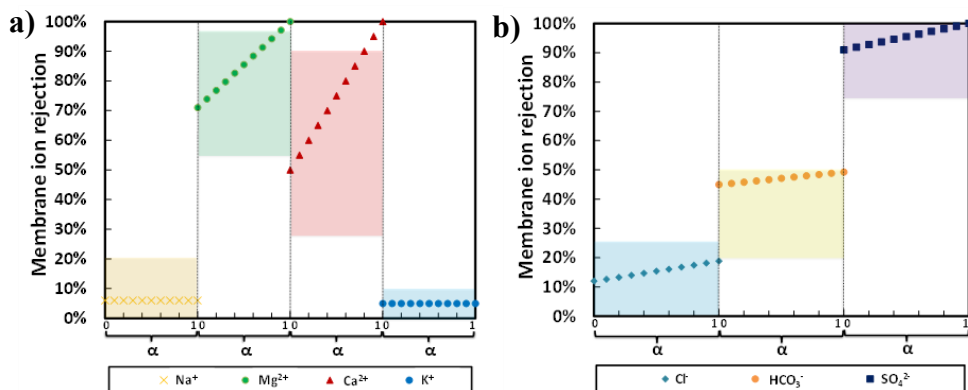 a)
Membrane ion rejection
100%
90%
80%
70%
60%
50%
40%
30%
20%
10%
0%
0 1 0 1 0 1 0 1
α α α α
Na⁺ Mg²⁺ Ca²⁺ K⁺
b)
Membrane ion rejection
100%
90%
80%
70%
60%
50%
40%
30%
20%
10%
0%
0 1 0 1 0 1
α α α
Cl⁻ HCO₃⁻ SO₄²⁻